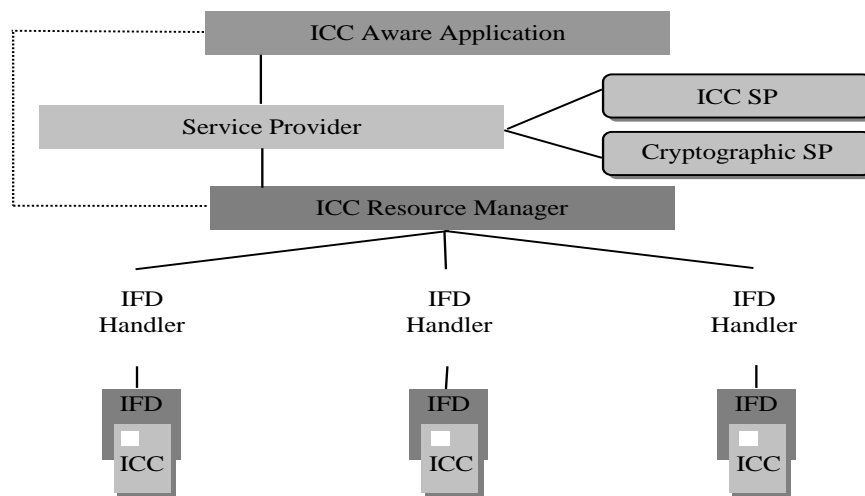 ICC Aware Application
ICC SP
Service Provider
Cryptographic SP
ICC Resource Manager
IFD
Handler
IFD
Handler
IFD
Handler
IFD
ICC
IFD
ICC
IFD
ICC